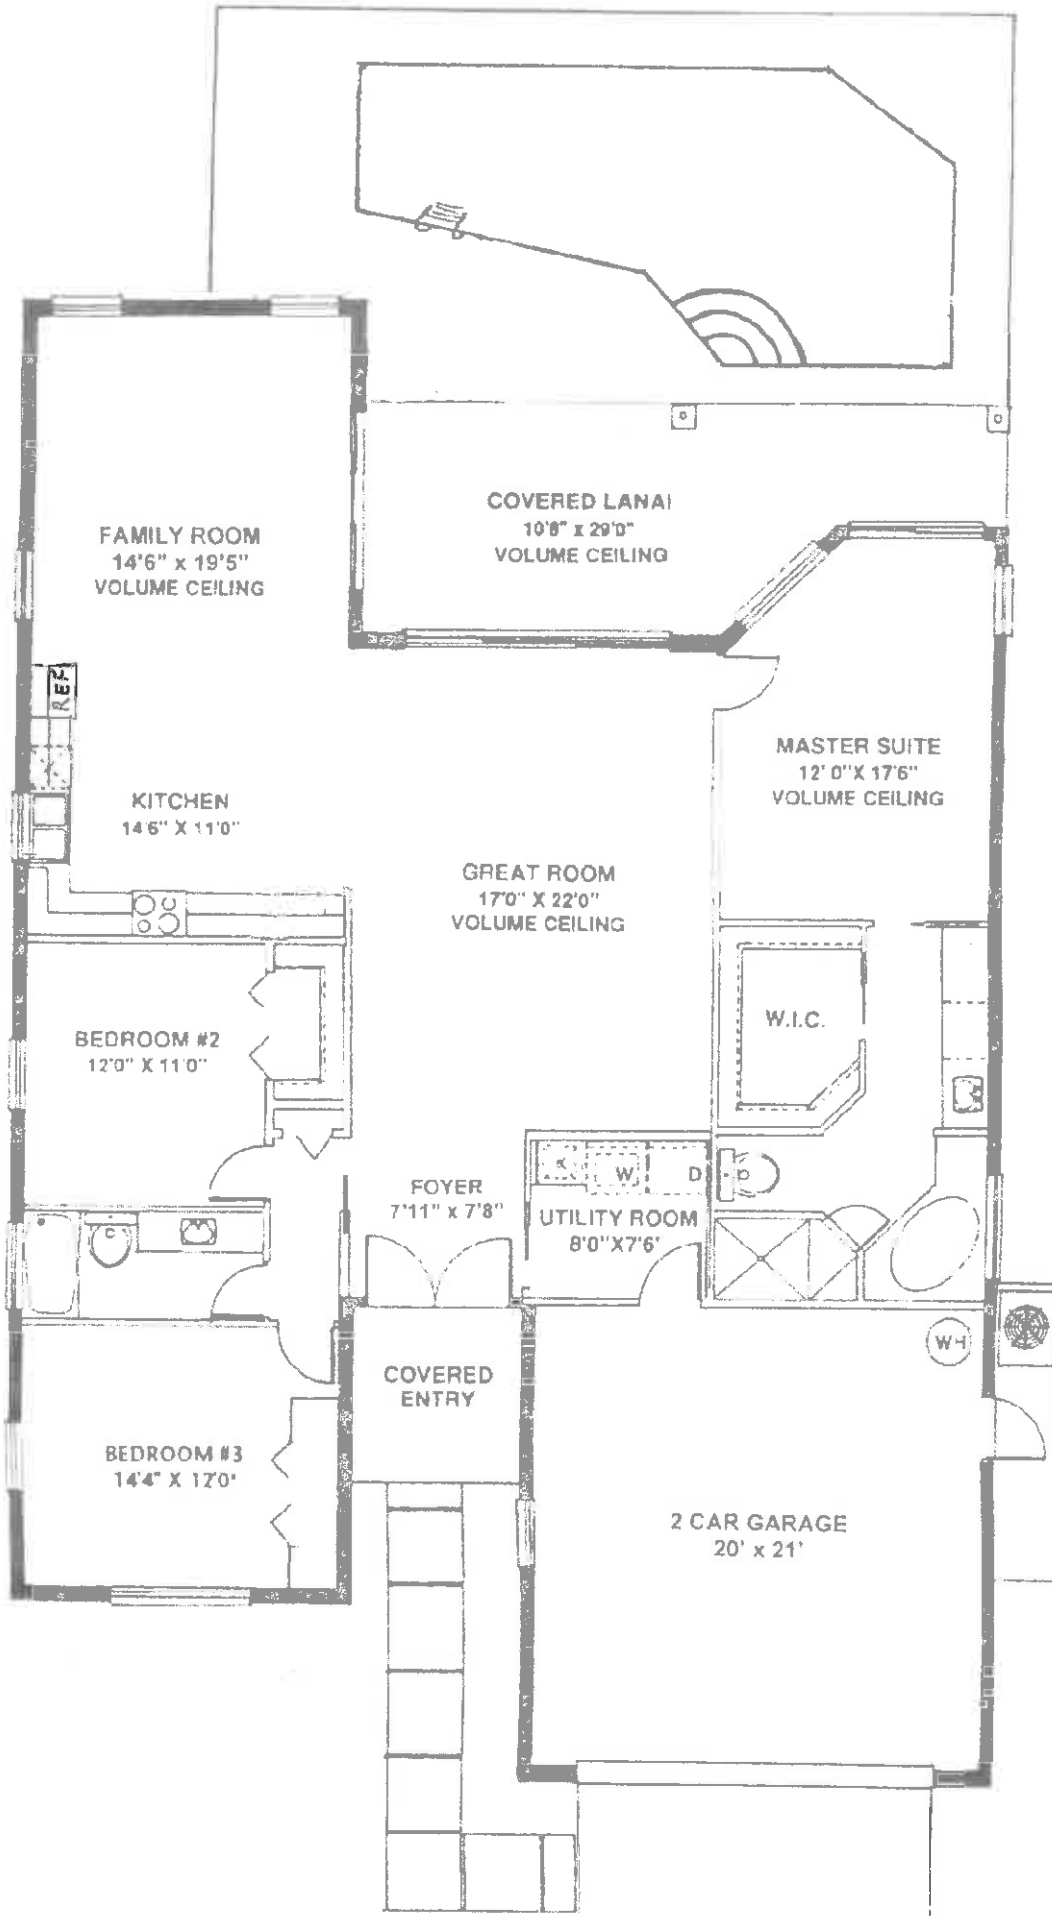 COVERED LANAI
10'8" x 29'0"
VOLUME CEILING
FAMILY ROOM
14'6" x 19'5"
VOLUME CEILING
REF
MASTER SUITE
12' 0" X 17'6"
VOLUME CEILING
KITCHEN
14'6" X 11'0"
GREAT ROOM
17'0" X 22'0"
VOLUME CEILING
W.I.C.
BEDROOM #2
12'0" X 11'0"
W
D
FOYER
7'11" x 7'8"
UTILITY ROOM
8'0" X 7'6"
WH
COVERED
ENTRY
BEDROOM #3
14'4" X 12'0"
2 CAR GARAGE
20' x 21'